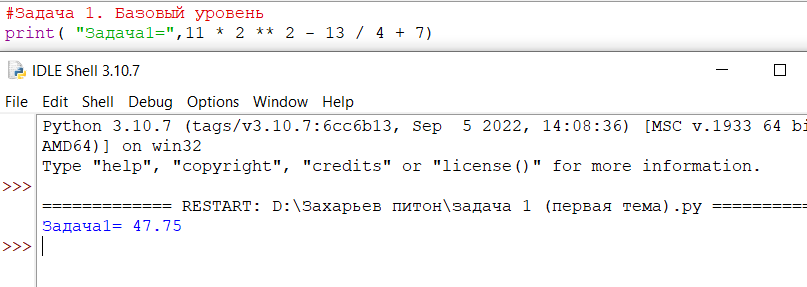 #Задача 1. Базовый уровень
print( "Задача1=",11 * 2 ** 2 - 13 / 4 + 7)
IDLE Shell 3.10.7
File Edit Shell Debug Options Window Help
Python 3.10.7 (tags/v3.10.7:6cc6b13, Sep  5 2022, 14:08:36) [MSC v.1933 64 bi
AMD64)] on win32
Type "help", "copyright", "credits" or "license()" for more information.
>>>
============= RESTART: D:\Захарьев питон\задача 1 (первая тема).py ==========
Задача1= 47.75
>>>